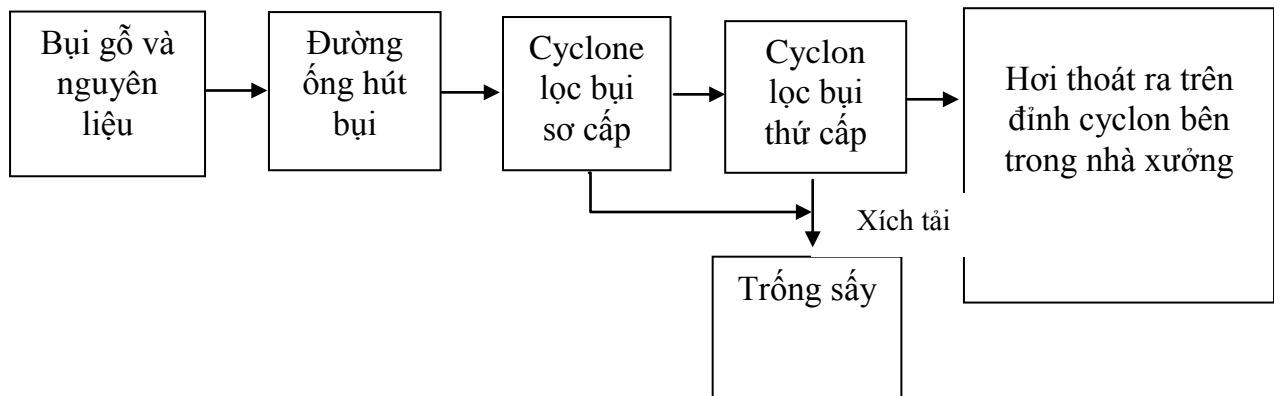 Bụi gỗ và
nguyên
liệu
Đường
ống hút
bụi
Cyclone
lọc bụi
sơ cấp
Cyclon
lọc bụi
thứ cấp
Hơi thoát ra trên
đỉnh cyclon bên
trong nhà xưởng
Xích tải
Trống sấy